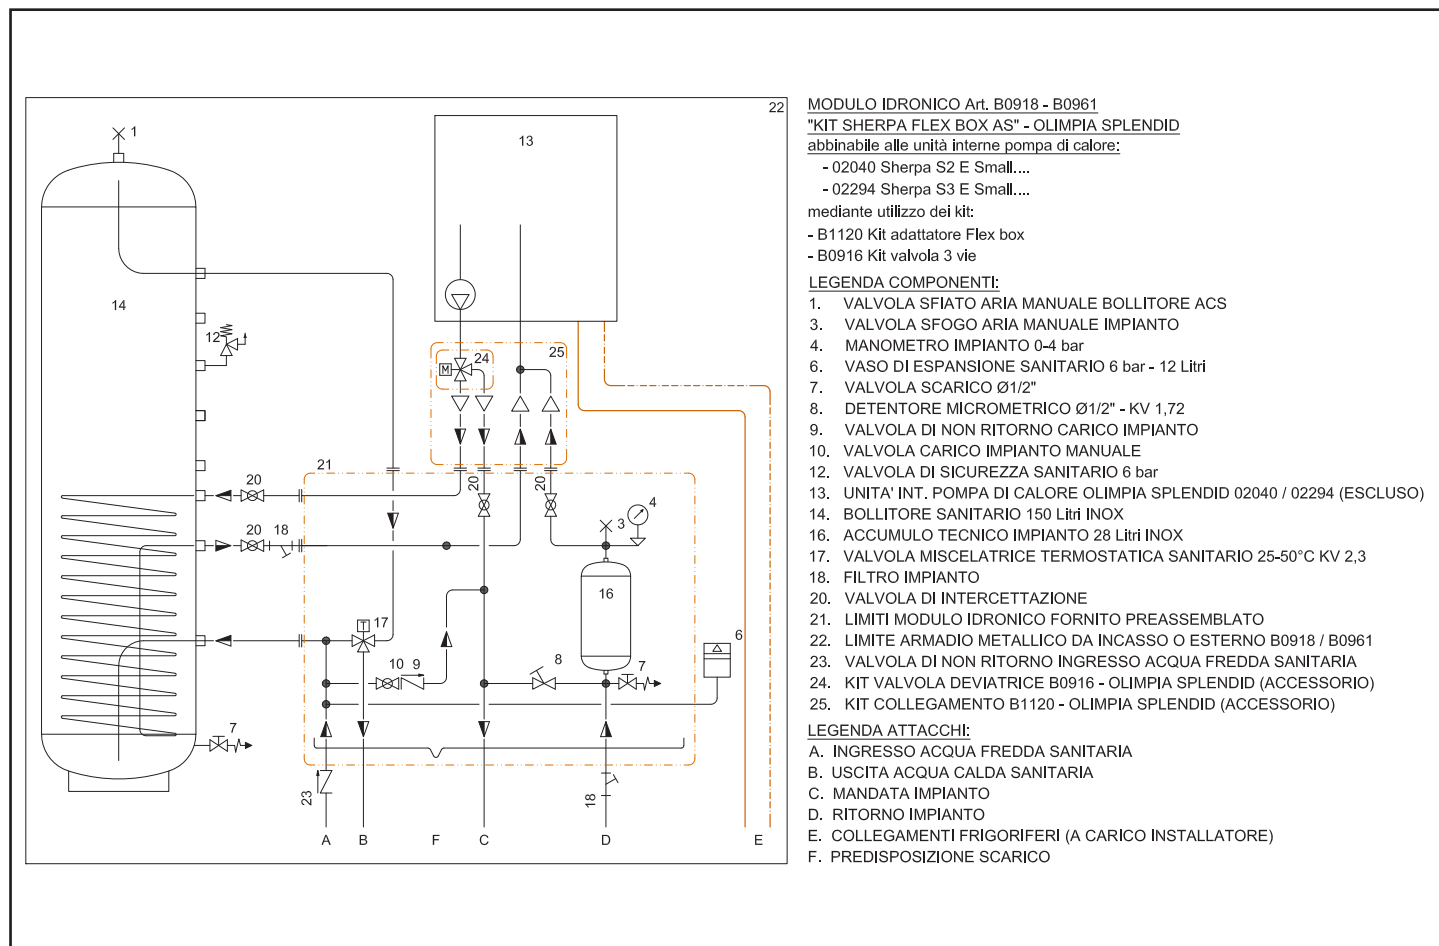 22
1
13
14
12
24
25
M
21
20
20
20
4
3
20
18
16
T
17
6
10
9
8
7
7
23
18
A
B
F
C
D
E
MODULO IDRONICO Art. B0918 - B0961
"KIT SHERPA FLEX BOX AS" - OLIMPIA SPLENDID
abbinabile alle unità interne pompa di calore:
- 02040 Sherpa S2 E Small....
- 02294 Sherpa S3 E Small....
mediante utilizzo dei kit:
- B1120 Kit adattatore Flex box
- B0916 Kit valvola 3 vie
LEGENDA COMPONENTI:
1. VALVOLA SFIATO ARIA MANUALE BOLLITORE ACS
3. VALVOLA SFOGO ARIA MANUALE IMPIANTO
4. MANOMETRO IMPIANTO 0-4 bar
6. VASO DI ESPANSIONE SANITARIO 6 bar - 12 Litri
7. VALVOLA SCARICO Ø1/2"
8. DETENTORE MICROMETRICO Ø1/2" - KV 1,72
9. VALVOLA DI NON RITORNO CARICO IMPIANTO
10. VALVOLA CARICO IMPIANTO MANUALE
12. VALVOLA DI SICUREZZA SANITARIO 6 bar
13. UNITA' INT. POMPA DI CALORE OLIMPIA SPLENDID 02040 / 02294 (ESCLUSO)
14. BOLLITORE SANITARIO 150 Litri INOX
16. ACCUMULO TECNICO IMPIANTO 28 Litri INOX
17. VALVOLA MISCELATRICE TERMOSTATICA SANITARIO 25-50°C KV 2,3
18. FILTRO IMPIANTO
20. VALVOLA DI INTERCETTAZIONE
21. LIMITI MODULO IDRONICO FORNITO PREASSEMBLATO
22. LIMITE ARMADIO METALLICO DA INCASSO O ESTERNO B0918 / B0961
23. VALVOLA DI NON RITORNO INGRESSO ACQUA FREDDA SANITARIA
24. KIT VALVOLA DEVIATRICE B0916 - OLIMPIA SPLENDID (ACCESSORIO)
25. KIT COLLEGAMENTO B1120 - OLIMPIA SPLENDID (ACCESSORIO)
LEGENDA ATTACCHI:
A. INGRESSO ACQUA FREDDA SANITARIA
B. USCITA ACQUA CALDA SANITARIA
C. MANDATA IMPIANTO
D. RITORNO IMPIANTO
E. COLLEGAMENTI FRIGORIFERI (A CARICO INSTALLATORE)
F. PREDISPOSIZIONE SCARICO